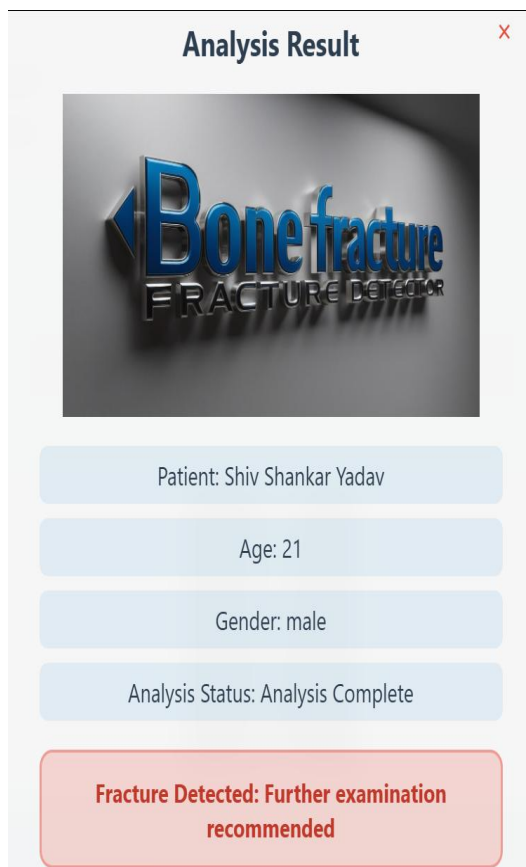 Analysis Result
X
Bone fracture
FRACTURE DETECTOR
Patient: Shiv Shankar Yadav
Age: 21
Gender: male
Analysis Status: Analysis Complete
Fracture Detected: Further examination
recommended